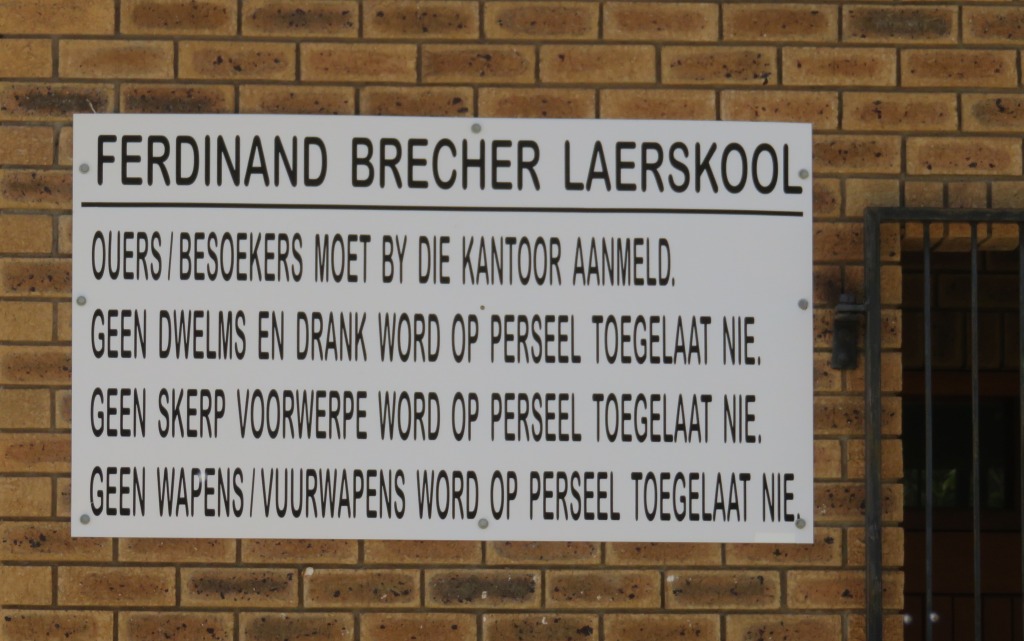 FERDINAND BRECHER LAERSKOOL
OUERS/BESOEKERS MOET BY DIE KANTOOR AANMELD.
GEEN DWELMS EN DRANK WORD OP PERSEEL TOEGELAAT NIE.
GEEN SKERP VOORWERPE WORD OP PERSEEL TOEGELAAT NIE.
GEEN WAPENS/VUURWAPENS WORD OP PERSEEL TOEGELAAT NIE.